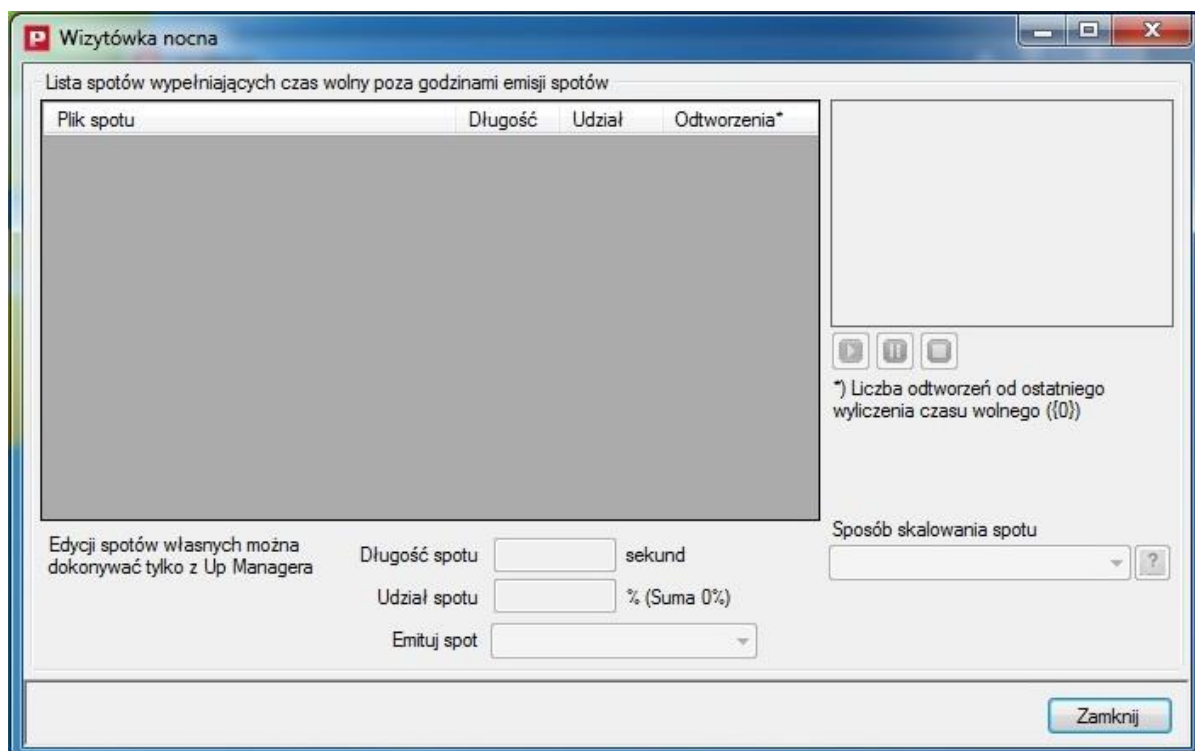 P Wizytówka nocna
Lista spotów wypełniających czas wolny poza godzinami emisji spotów
Plik spotu Długość Udział Odtworzenia*
*) Liczba odtworzeń od ostatniego
wyliczenia czasu wolnego ({0})
Edycji spotów własnych można
dokonywać tylko z Up Managera
Długość spotu sekund
Udział spotu % (Suma 0%)
Emituj spot
Sposób skalowania spotu
?
Zamknij